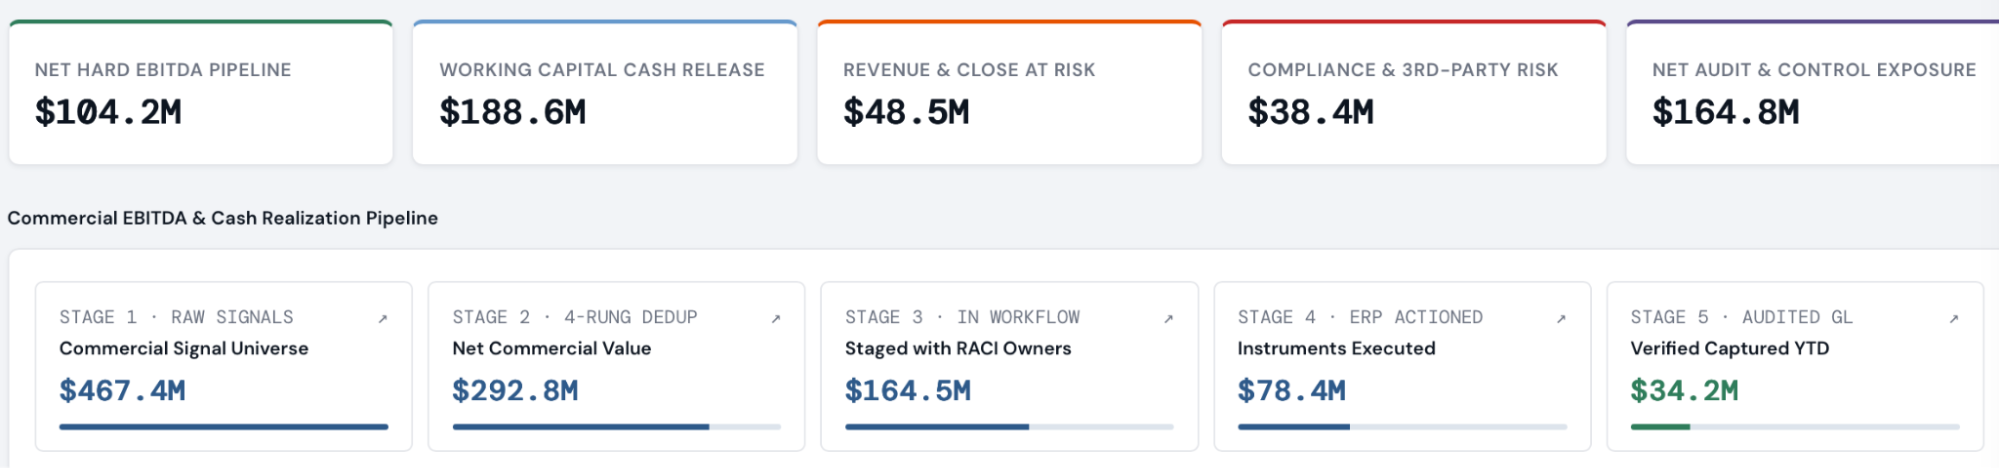 NET HARD EBITDA PIPELINE
$104.2M
WORKING CAPITAL CASH RELEASE
$188.6M
REVENUE & CLOSE AT RISK
$48.5M
COMPLIANCE & 3RD-PARTY RISK
$38.4M
NET AUDIT & CONTROL EXPOSURE
$164.8M
Commercial EBITDA & Cash Realization Pipeline
STAGE 1 · RAW SIGNALS ↗
Commercial Signal Universe
$467.4M
STAGE 2 · 4-RUNG DEDUP ↗
Net Commercial Value
$292.8M
STAGE 3 · IN WORKFLOW ↗
Staged with RACI Owners
$164.5M
STAGE 4 · ERP ACTIONED ↗
Instruments Executed
$78.4M
STAGE 5 · AUDITED GL ↗
Verified Captured YTD
$34.2M